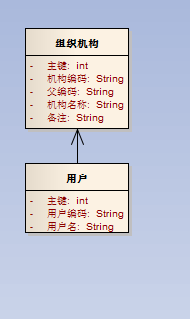 组织机构
- 主键: int
- 机构编码: String
- 父编码: String
- 机构名称: String
- 备注: String
用户
- 主键: int
- 用户编码: String
- 用户名: String